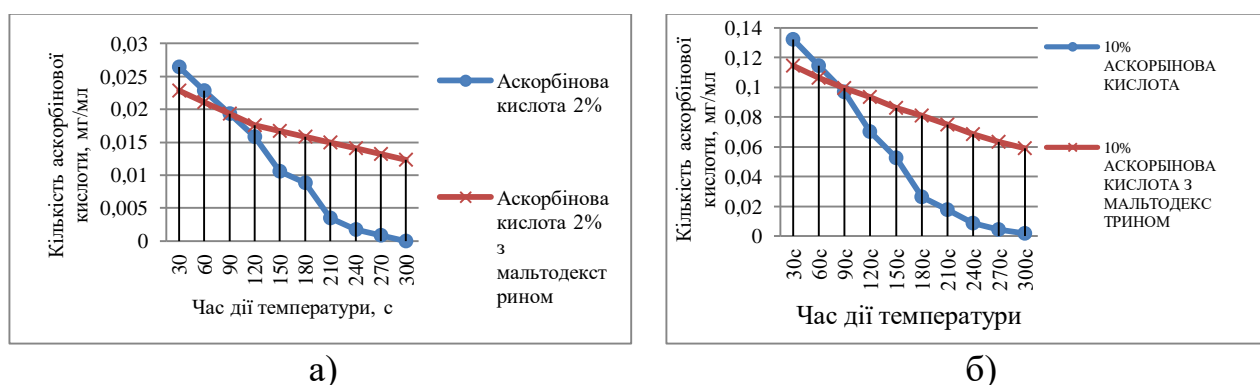 Кількість аскорбінової
кислоти, мг/мл
0,03
0,025
0,02
0,015
0,01
0,005
0
30
60
90
120
150
180
210
240
270
300
Час дії температури, с
Аскорбінова
кислота 2%
Аскорбінова
кислота 2%
з
мальтодекст
рином
а)
Кількість аскорбінової
кислоти, мг/мл
0,14
0,12
0,1
0,08
0,06
0,04
0,02
0
30с
60с
90с
120с
150с
180с
210с
240с
270с
300с
Час дії температури
10%
АСКОРБІНОВА
КИСЛОТА
10%
АСКОРБІНОВА
КИСЛОТА З
МАЛЬТОДЕКС
ТРИНОМ
б)